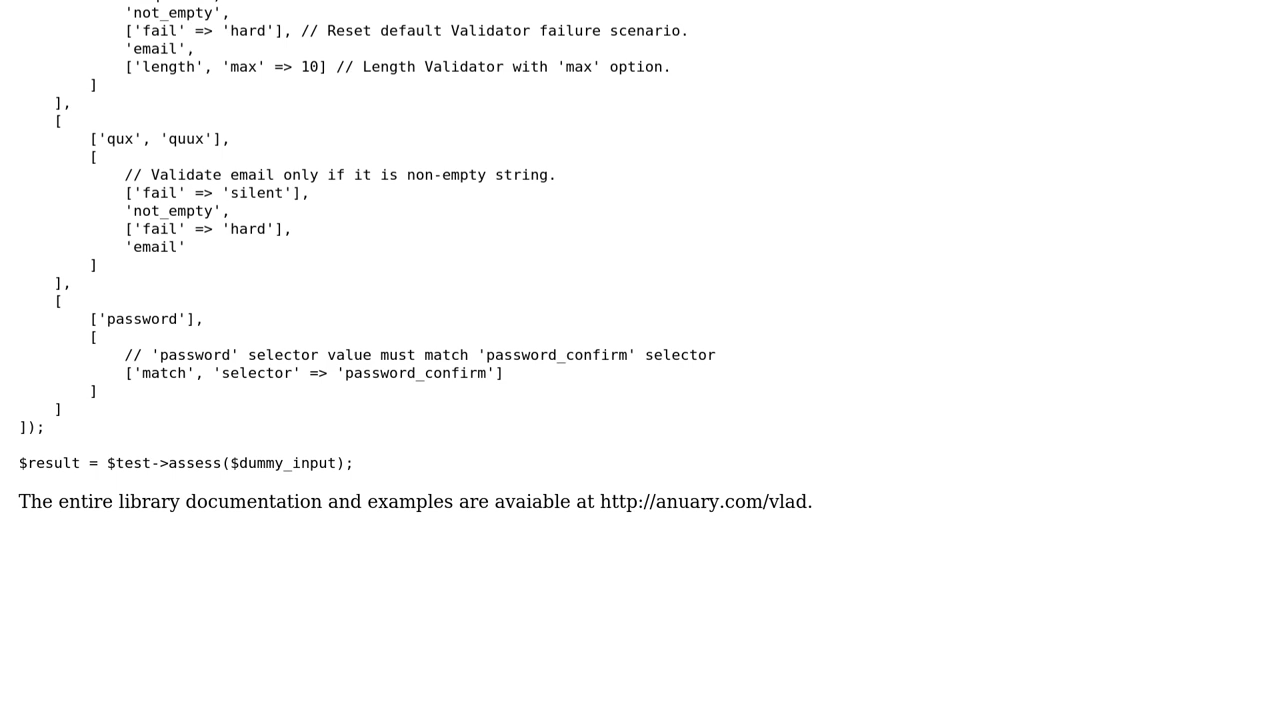 'not_empty',
['fail' => 'hard'], // Reset default Validator failure scenario.
'email',
['length', 'max' => 10] // Length Validator with 'max' option.
]
],
[
['qux', 'quux'],
[
// Validate email only if it is non-empty string.
['fail' => 'silent'],
'not_empty',
['fail' => 'hard'],
'email'
]
],
[
['password'],
[
// 'password' selector value must match 'password_confirm' selector
['match', 'selector' => 'password_confirm']
]
]
]);
$result = $test->assess($dummy_input);
The entire library documentation and examples are avaiable at http://anuary.com/vlad.